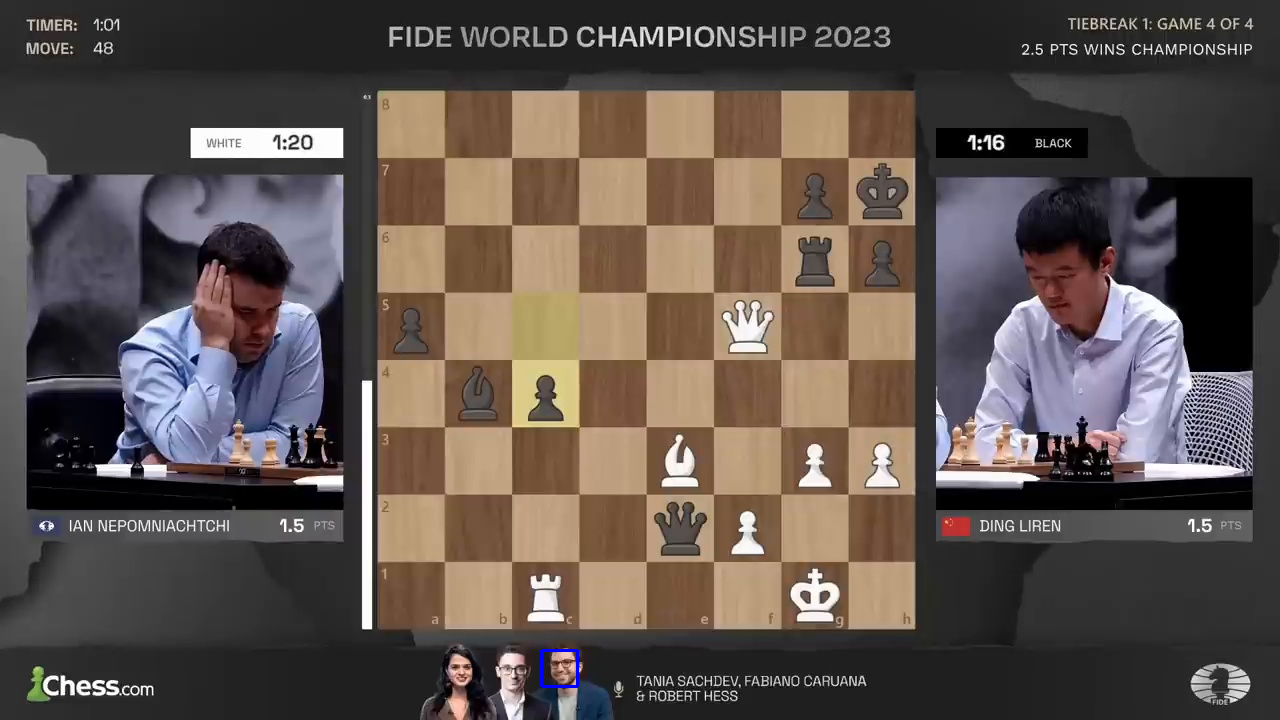 TIMER: 1:01
MOVE: 48
FIDE WORLD CHAMPIONSHIP 2023
TIEBREAK 1: GAME 4 OF 4
2.5 PTS WINS CHAMPIONSHIP
WHITE 1:20
1:16 BLACK
8
7
6
5
4
3
2
1
a b c d e f g h
IAN NEPOMNIACHTCHI 1.5 PTS
DING LIREN 1.5 PTS
Chess.com
TANIA SACHDEV, FABIANO CARUANA
& ROBERT HESS
FIDE